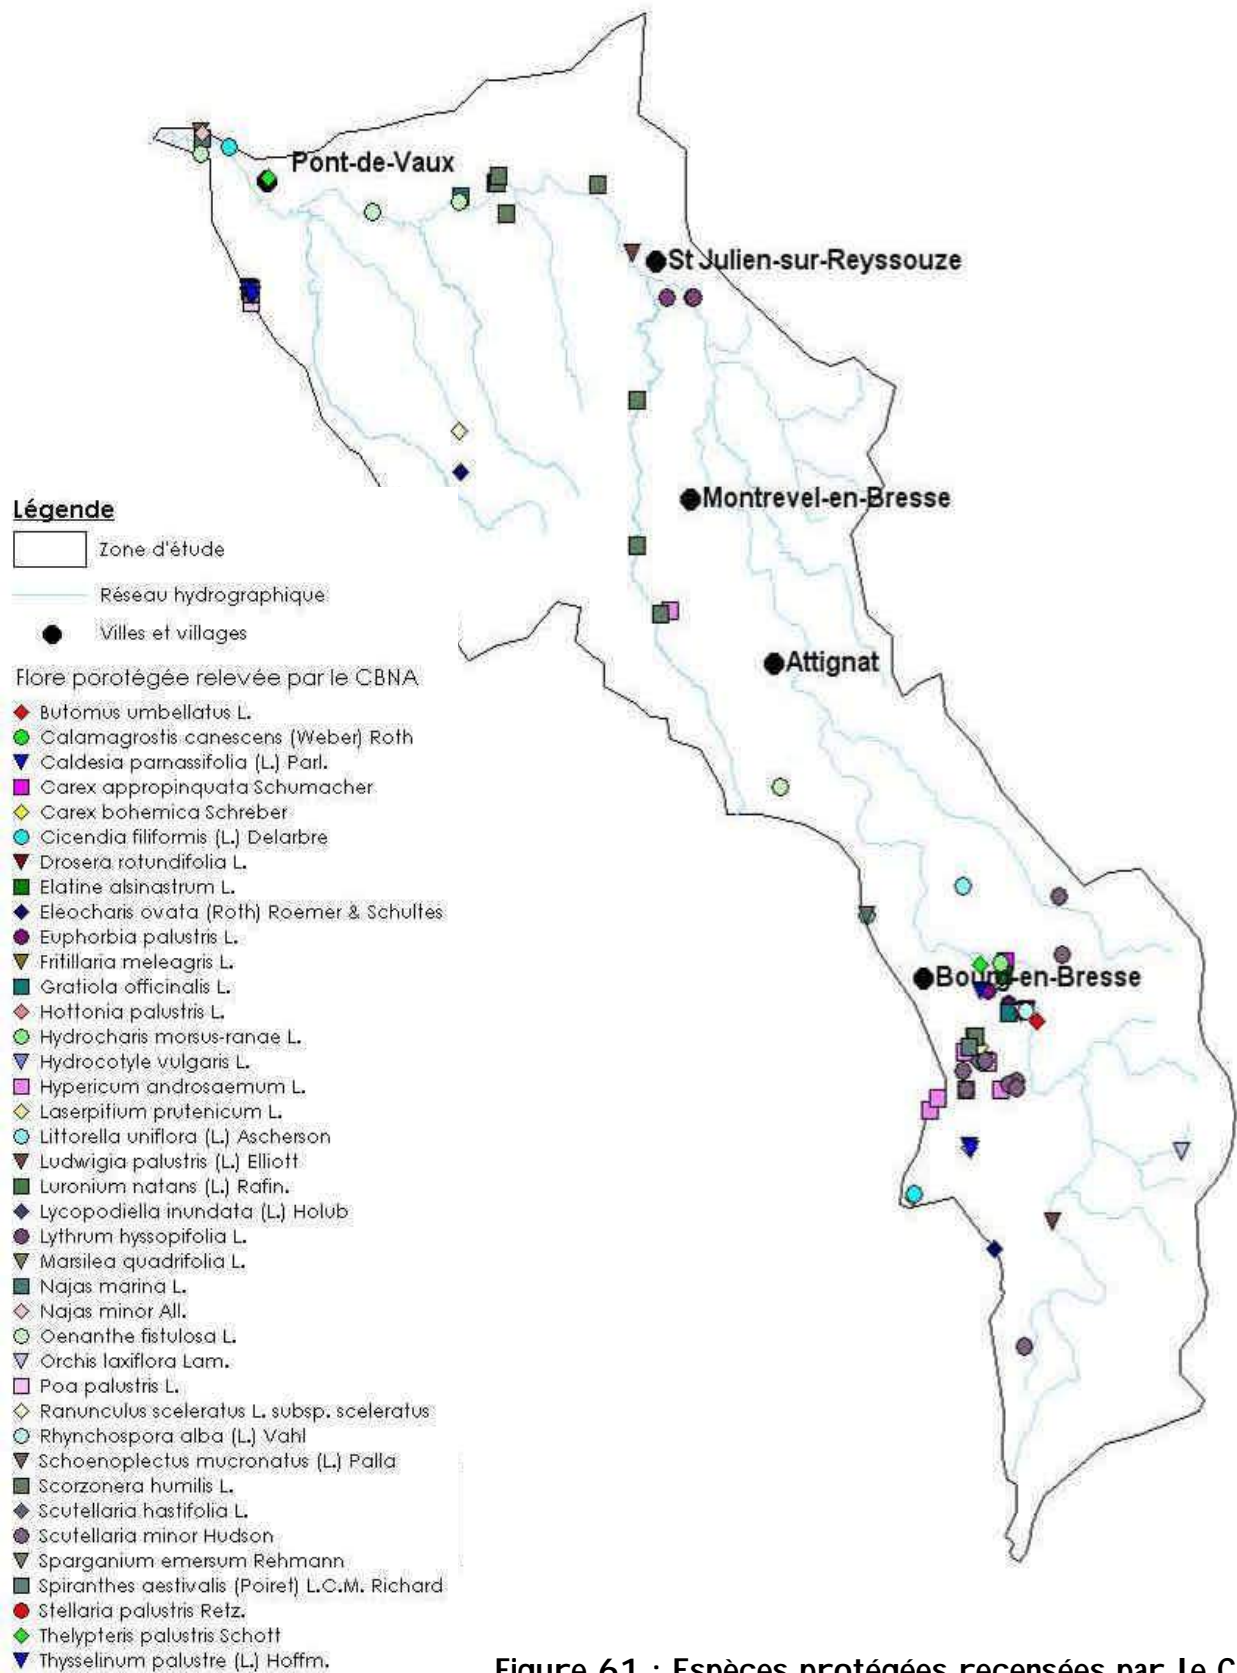 Pont-de-Vaux
St Julien-sur-Reyssouze
Montrevel-en-Bresse
Attignat
Bourg-en-Bresse
Légende
Zone d'étude
Réseau hydrographique
Villes et villages
Flore porotégée relevée par le CBNA
Butomus umbellatus L.
Calamagrostis canescens (Weber) Roth
Caldesia parnassifolia (L.) Parl.
Carex appropinquata Schumacher
Carex bohemica Schreber
Cicendia filiformis (L.) Delarbre
Drosera rotundifolia L.
Elatine alsinastrum L.
Eleocharis ovata (Roth) Roemer & Schultes
Euphorbia palustris L.
Fritillaria meleagris L.
Gratiola officinalis L.
Hottonia palustris L.
Hydrocharis morsus-ranae L.
Hydrocotyle vulgaris L.
Hypericum androsaemum L.
Laserpitium prutenicum L.
Littorella uniflora (L.) Ascherson
Ludwigia palustris (L.) Elliott
Luronium natans (L.) Rafin.
Lycopodiella inundata (L.) Holub
Lythrum hyssopifolia L.
Marsilea quadrifolia L.
Najas marina L.
Najas minor All.
Oenanthe fistulosa L.
Orchis laxiflora Lam.
Poa palustris L.
Ranunculus sceleratus L. subsp. sceleratus
Rhynchospora alba (L.) Vahl
Schoenoplectus mucronatus (L.) Palla
Scorzonera humilis L.
Scutellaria hastifolia L.
Scutellaria minor Hudson
Sparganium emersum Rehmann
Spiranthes aestivalis (Poiret) L.C.M. Richard
Stellaria palustris Retz.
Thelypteris palustris Schott
Thysselinum palustre (L.) Hoffm.
Figure 61 : Espèces protégées recensées par le C